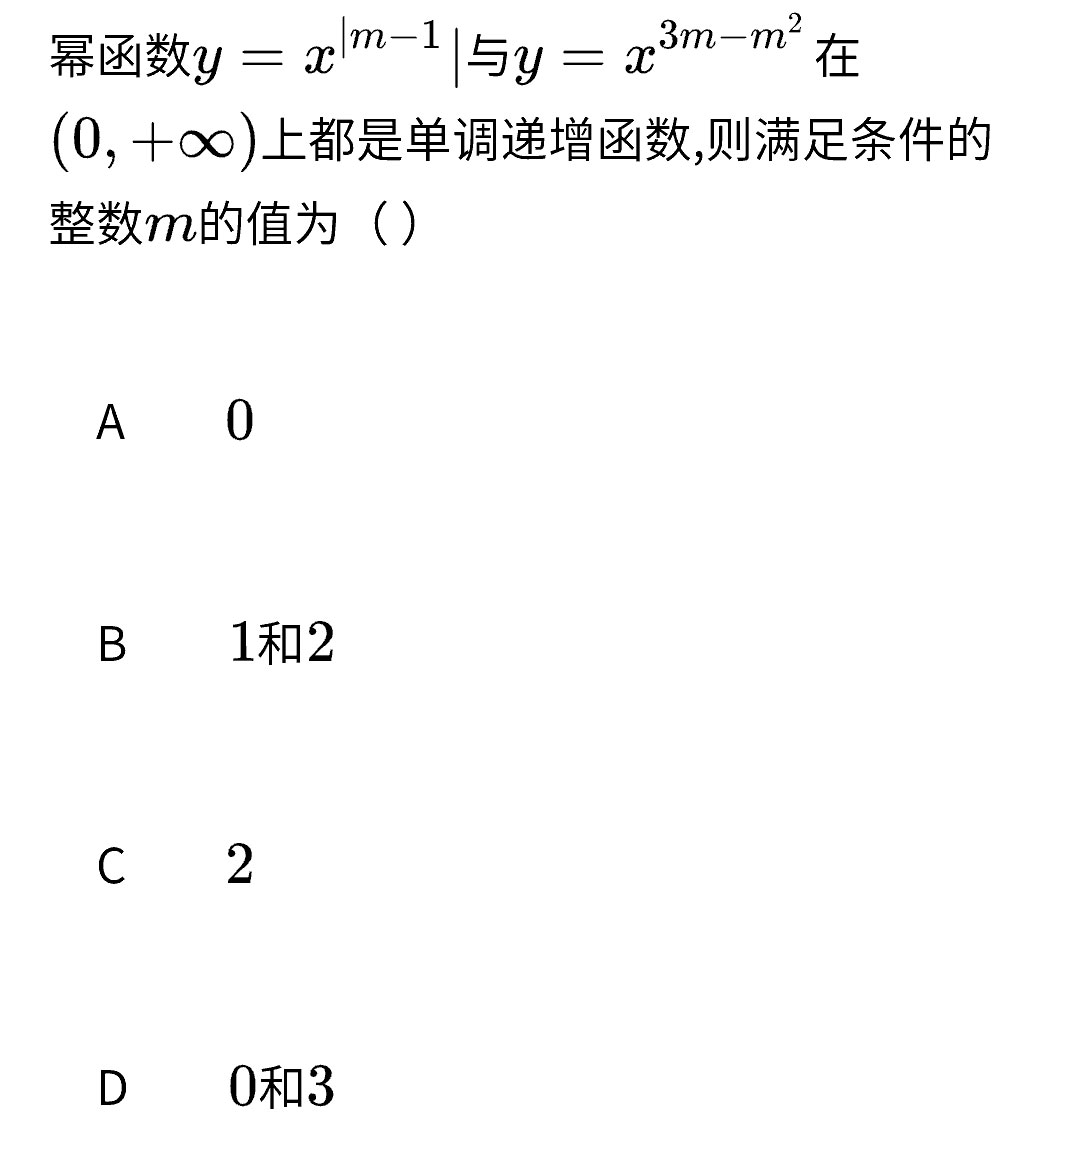 幂函数$y = x^{|m-1}|$与$y = x^{3m-m^2}$在
$(0, +\infty)$上都是单调递增函数,则满足条件的
整数$m$的值为（ ）
A 0
B 1和2
C 2
D 0和3